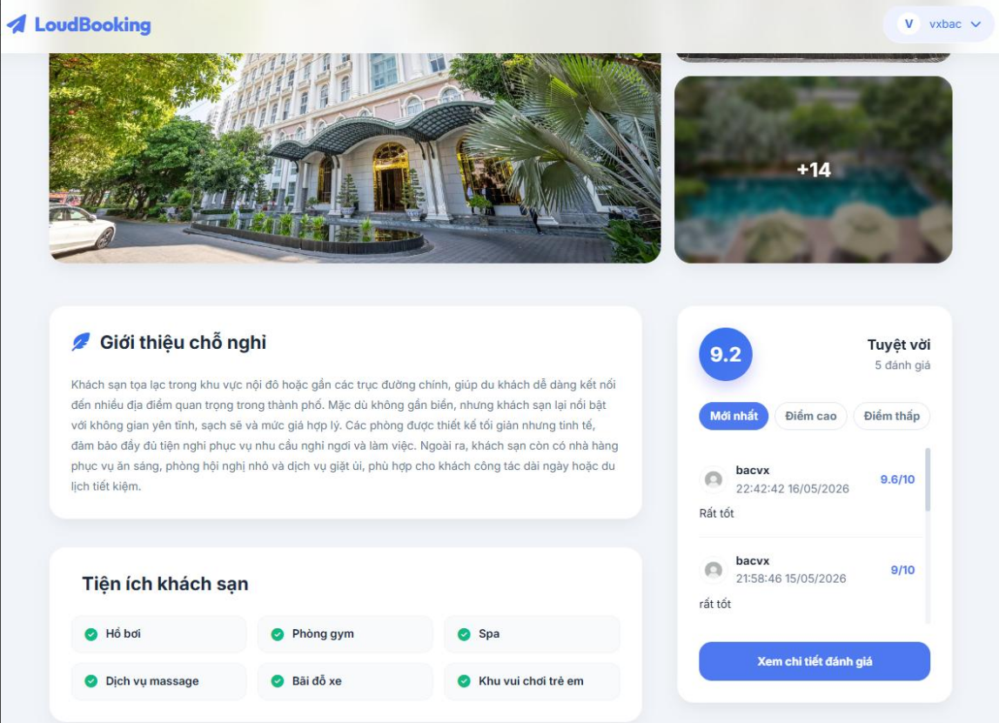 LoudBooking
V vxbac
+14
Giới thiệu chỗ nghỉ
Khách sạn tọa lạc trong khu vực nội đô hoặc gần các trục đường chính, giúp du khách dễ dàng kết nối
đến nhiều địa điểm quan trọng trong thành phố. Mặc dù không gần biển, nhưng khách sạn lại nổi bật
với không gian yên tĩnh, sạch sẽ và mức giá hợp lý. Các phòng được thiết kế tối giản nhưng tinh tế,
đảm bảo đầy đủ tiện nghi phục vụ nhu cầu nghỉ ngơi và làm việc. Ngoài ra, khách sạn còn có nhà hàng
phục vụ ăn sáng, phòng hội nghị nhỏ và dịch vụ giặt ủi, phù hợp cho khách công tác dài ngày hoặc du
lịch tiết kiệm.
Tiện ích khách sạn
Hồ bơi
Phòng gym
Spa
Dịch vụ massage
Bãi đỗ xe
Khu vui chơi trẻ em
9.2
Tuyệt vời
5 đánh giá
Mới nhất
Điểm cao
Điểm thấp
bacvx
22:42:42 16/05/2026
9.6/10
Rất tốt
bacvx
21:58:46 15/05/2026
9/10
rất tốt
Xem chi tiết đánh giá